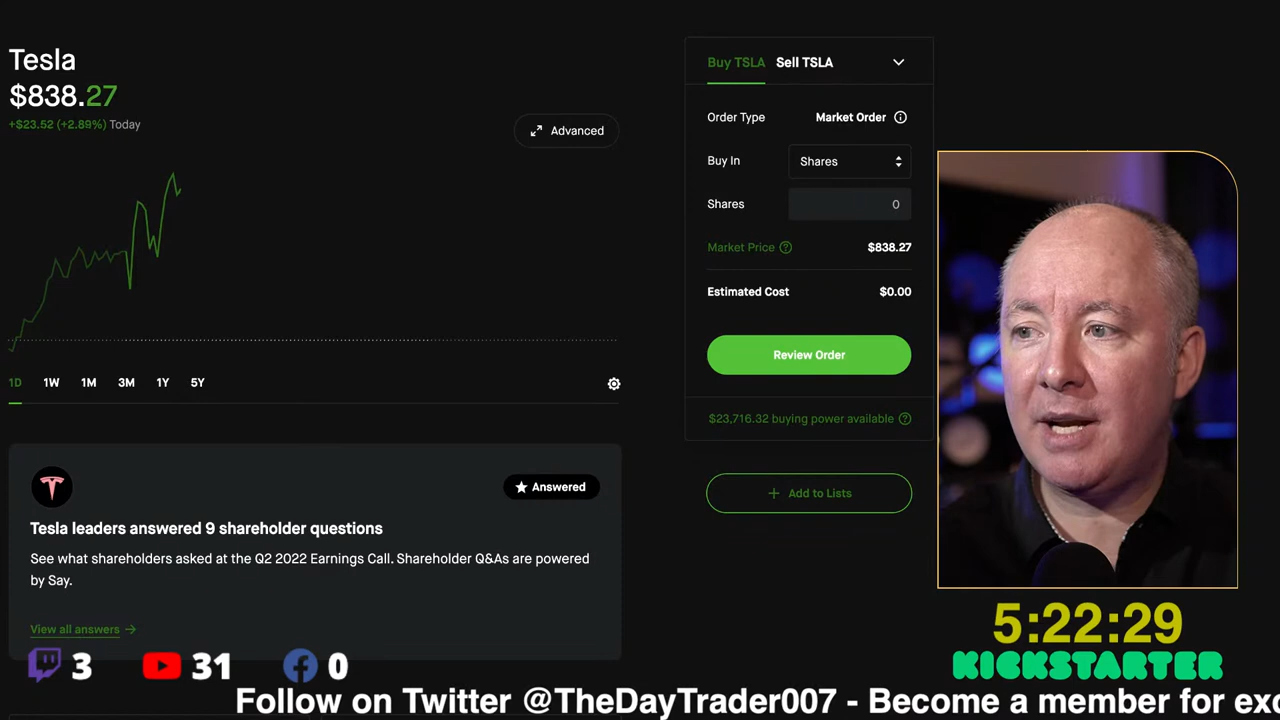 Tesla
$838.27
+$23.52 (+2.89%) Today
Advanced
1D 1W 1M 3M 1Y 5Y
Buy TSLA Sell TSLA
Order Type Market Order
Buy In Shares
Shares 0
Market Price $838.27
Estimated Cost $0.00
Review Order
$23,716.32 buying power available
+ Add to Lists
Answered
Tesla leaders answered 9 shareholder questions
See what shareholders asked at the Q2 2022 Earnings Call. Shareholder Q&As are powered
by Say.
View all answers →
3 31 0
5:22:29
KICKSTARTER
Follow on Twitter @TheDayTrader007 - Become a member for exc